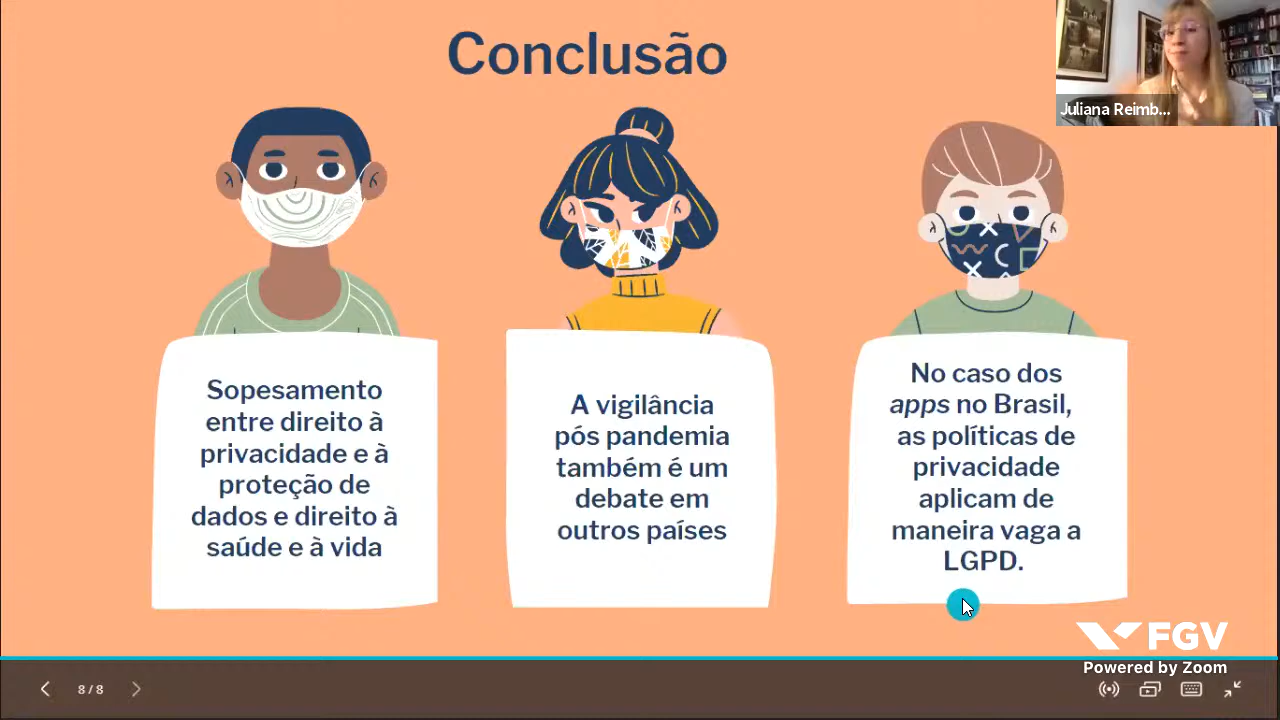 Conclusão
Juliana Reimb...
Sopesamento
entre direito à
privacidade e à
proteção de
dados e direito à
saúde e à vida
A vigilância
pós pandemia
também é um
debate em
outros países
No caso dos
apps no Brasil,
as políticas de
privacidade
aplicam de
maneira vaga a
LGPD.
FGV
Powered by Zoom
8 / 8